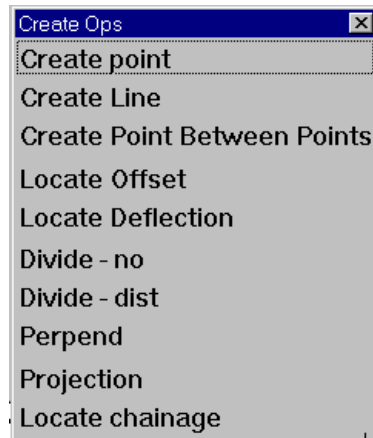 Create Ops
Create point
Create Line
Create Point Between Points
Locate Offset
Locate Deflection
Divide - no
Divide - dist
Perpend
Projection
Locate chainage